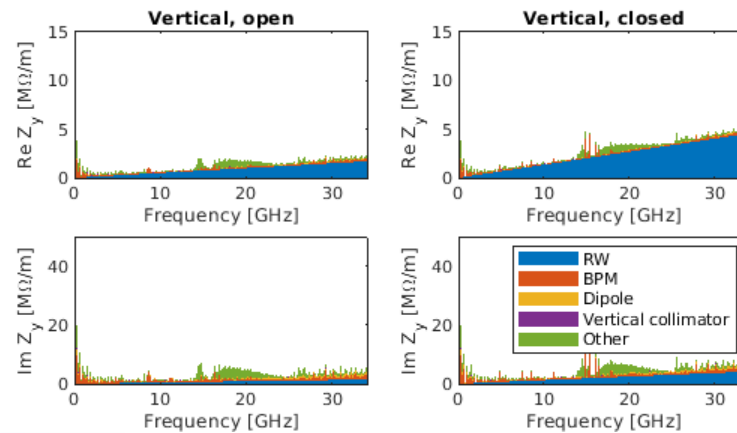 Vertical, open
Vertical, closed
Re Z_y [MΩ/m]
15
10
5
0
0 10 20 30
Frequency [GHz]
Re Z_y [MΩ/m]
15
10
5
0
0 10 20 30
Frequency [GHz]
Im Z_y [MΩ/m]
40
20
0
0 10 20 30
Frequency [GHz]
Im Z_y [MΩ/m]
40
20
0
0 10 20 30
Frequency [GHz]
RW
BPM
Dipole
Vertical collimator
Other